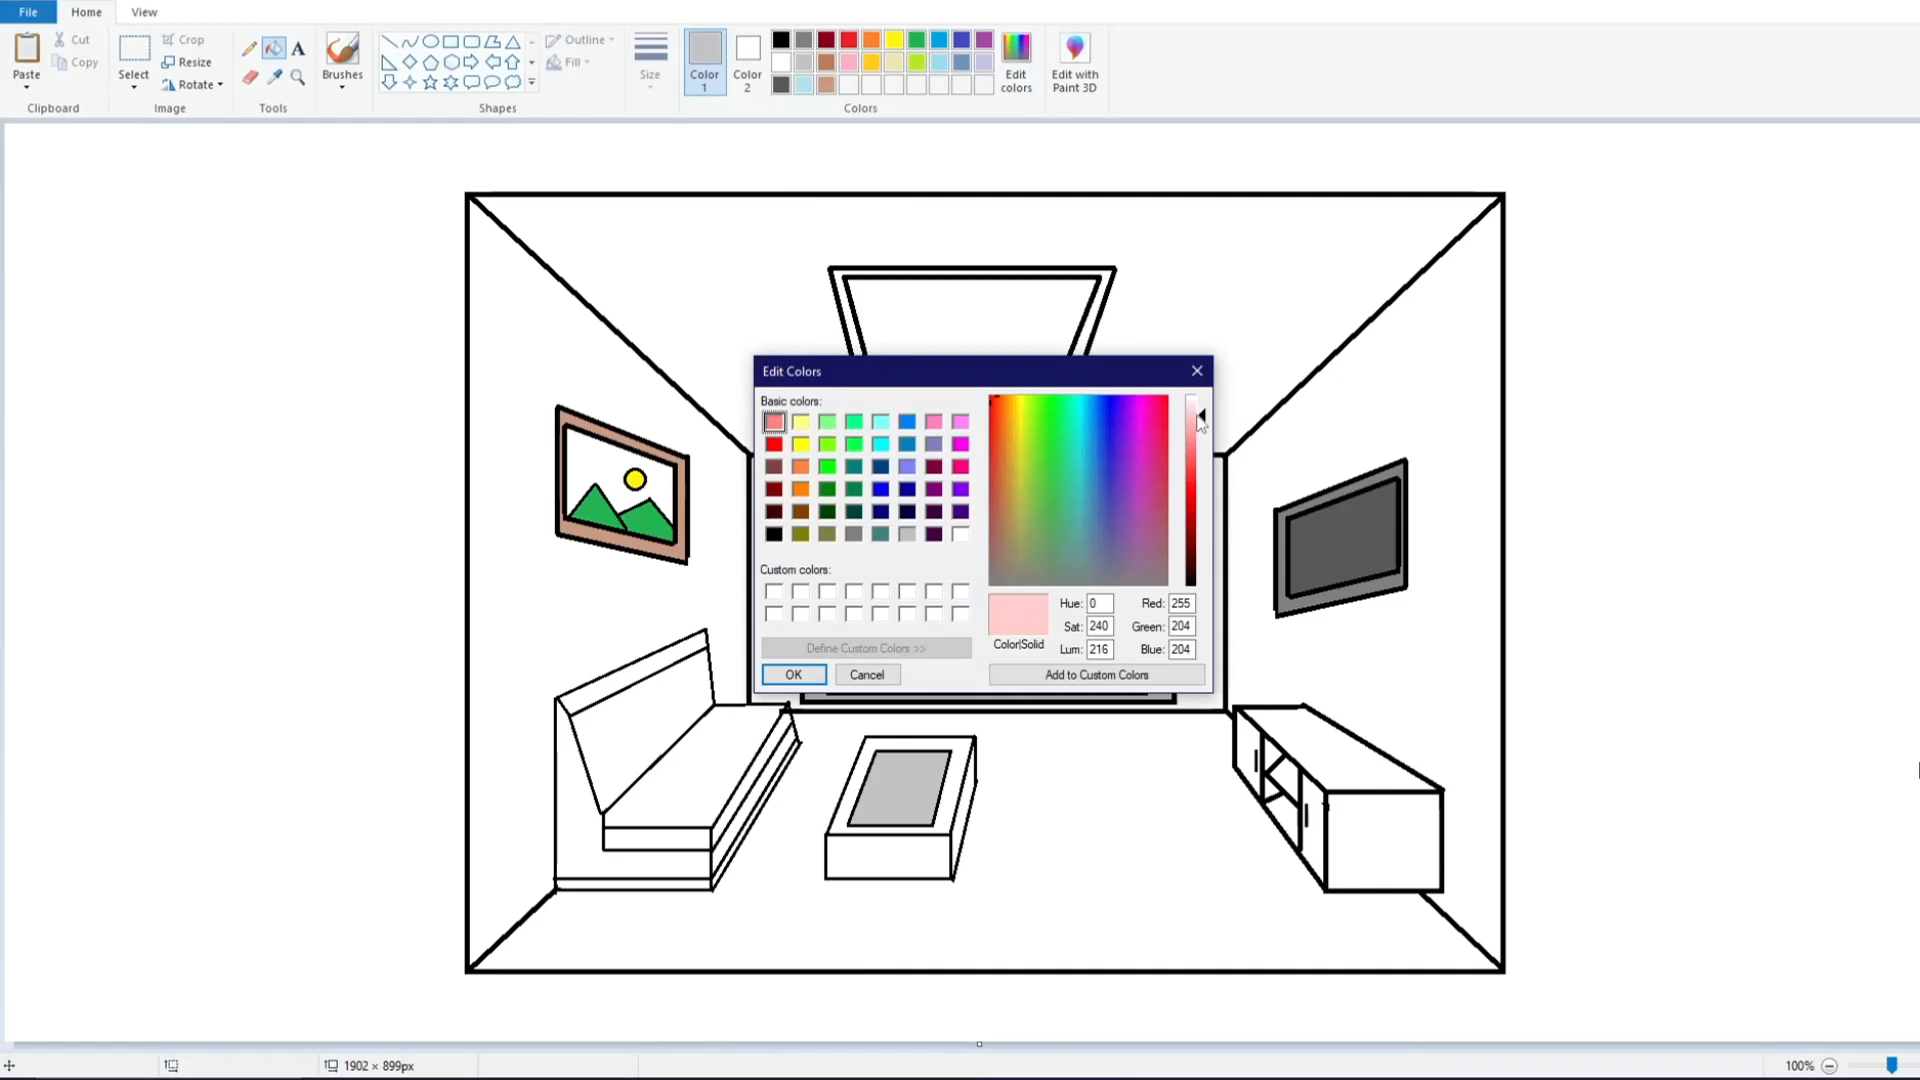 File Home View
Paste
Cut
Copy
Clipboard
Select
Crop
Resize
Rotate
Image
A
Tools
Brushes
Shapes
Outline
Fill
Size
Color
1
Color
2
Edit
colors
Colors
Edit with
Paint 3D
Edit Colors
Basic colors:
Custom colors:
Define Custom Colors >>
OK Cancel
Color|Solid
Hue: 0 Red: 255
Sat: 240 Green: 204
Lum: 216 Blue: 204
Add to Custom Colors
1902 × 899px
100%